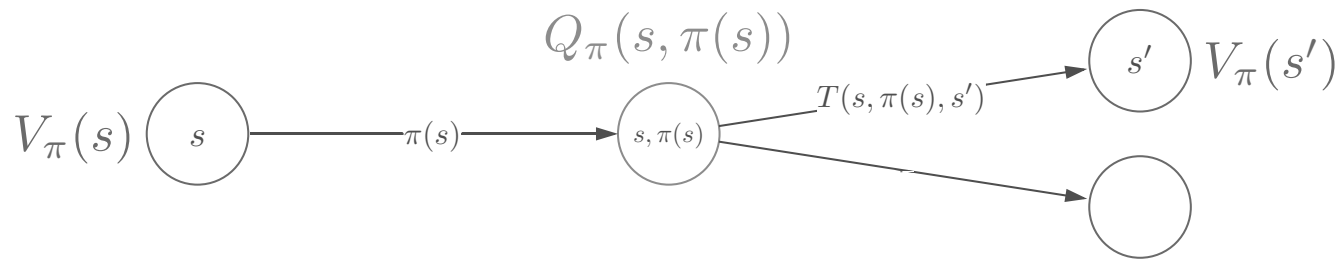 Q_π(s, π(s))
V_π(s)
s
π(s)
s, π(s)
T(s, π(s), s′)
s′
V_π(s′)